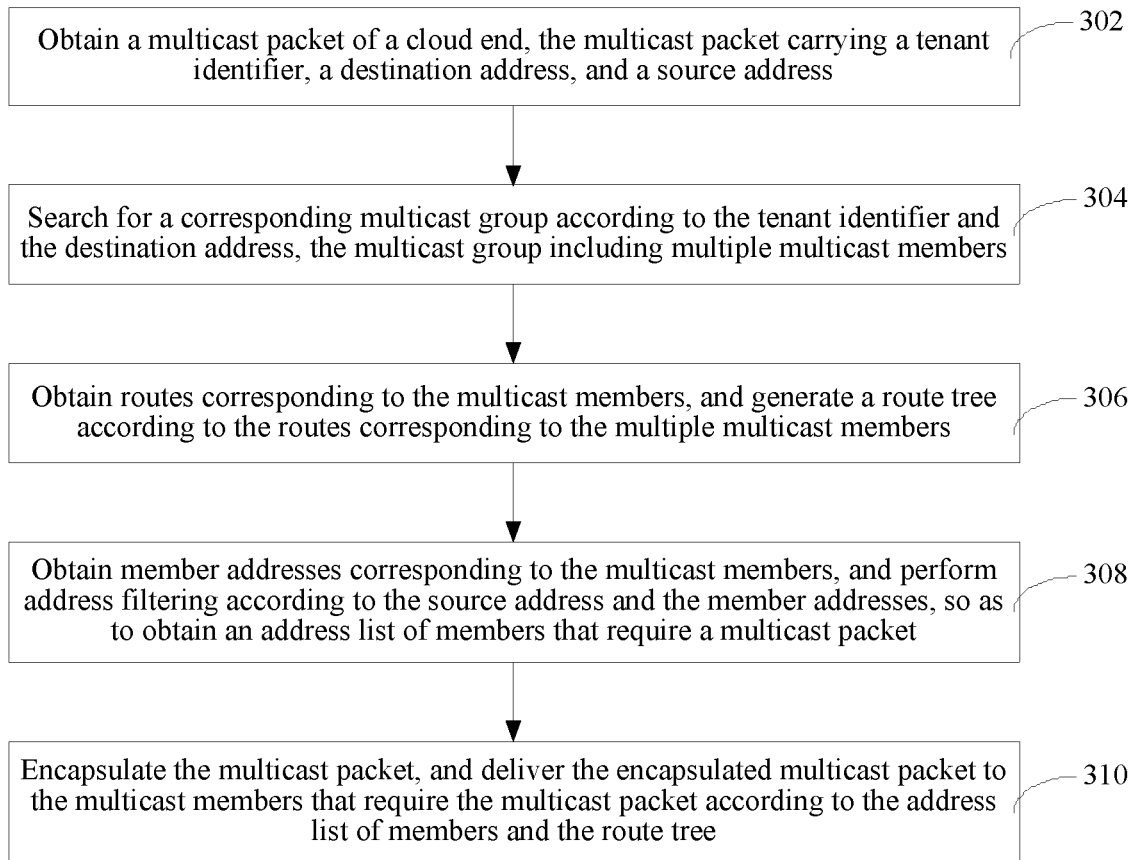 Obtain a multicast packet of a cloud end, the multicast packet carrying a tenant
identifier, a destination address, and a source address
302
Search for a corresponding multicast group according to the tenant identifier and
the destination address, the multicast group including multiple multicast members
304
Obtain routes corresponding to the multicast members, and generate a route tree
according to the routes corresponding to the multiple multicast members
306
Obtain member addresses corresponding to the multicast members, and perform
address filtering according to the source address and the member addresses, so as
to obtain an address list of members that require a multicast packet
308
Encapsulate the multicast packet, and deliver the encapsulated multicast packet to
the multicast members that require the multicast packet according to the address
list of members and the route tree
310